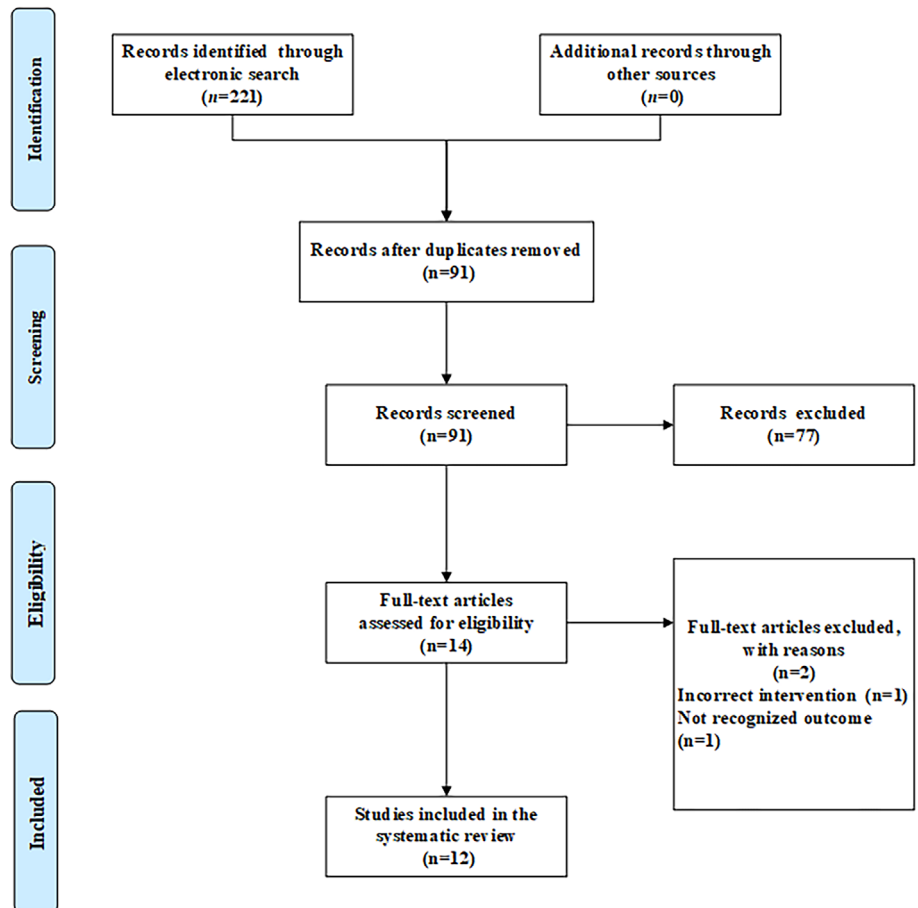 Identification
Records identified through
electronic search
(n=221)
Additional records through
other sources
(n=0)
Records after duplicates removed
(n=91)
Screening
Records screened
(n=91)
Records excluded
(n=77)
Eligibility
Full-text articles
assessed for eligibility
(n=14)
Full-text articles excluded,
with reasons
(n=2)
Incorrect intervention (n=1)
Not recognized outcome
(n=1)
Included
Studies included in the
systematic review
(n=12)